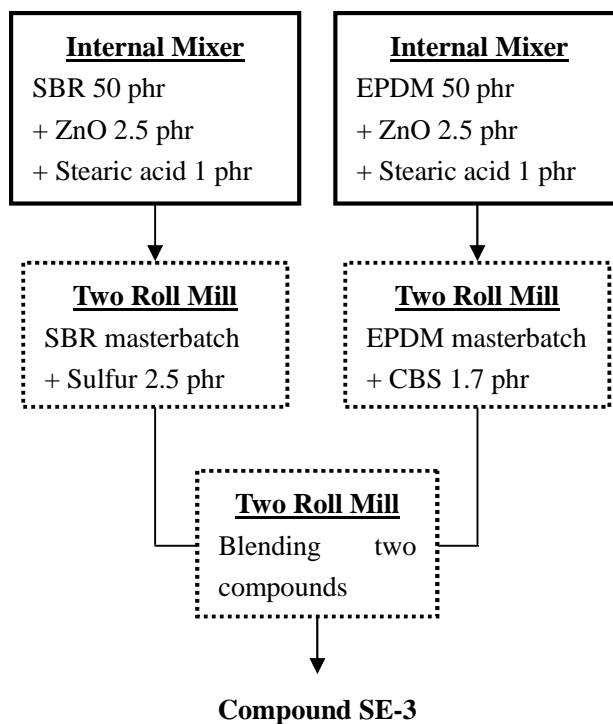 Internal Mixer
SBR 50 phr
+ ZnO 2.5 phr
+ Stearic acid 1 phr
Internal Mixer
EPDM 50 phr
+ ZnO 2.5 phr
+ Stearic acid 1 phr
Two Roll Mill
SBR masterbatch
+ Sulfur 2.5 phr
Two Roll Mill
EPDM masterbatch
+ CBS 1.7 phr
Two Roll Mill
Blending two
compounds
Compound SE-3